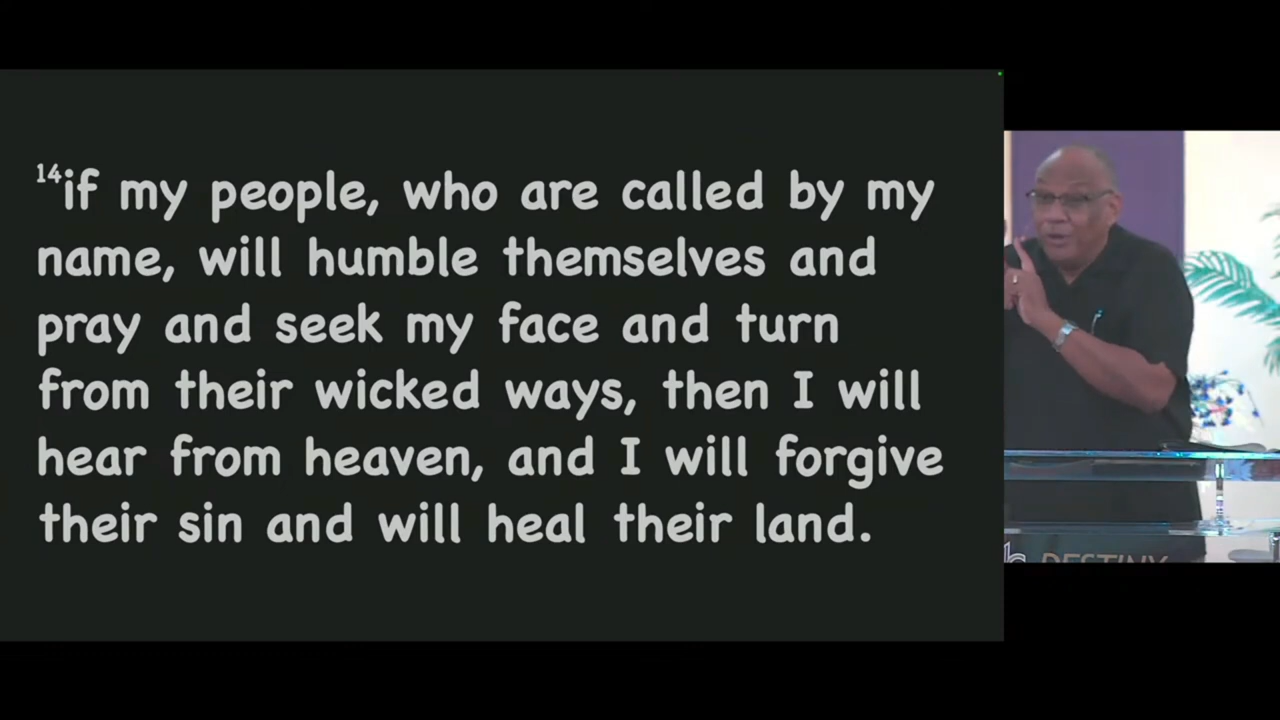 14if my people, who are called by my
name, will humble themselves and
pray and seek my face and turn
from their wicked ways, then I will
hear from heaven, and I will forgive
their sin and will heal their land.
DESTINY